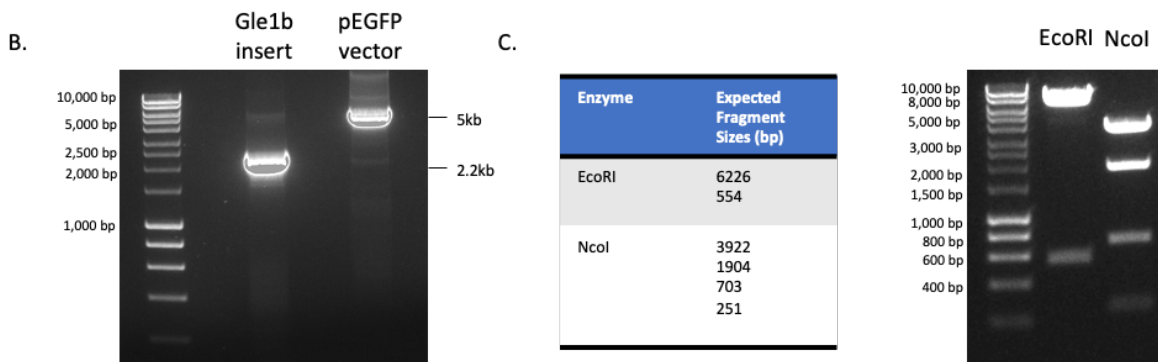 B.
Gle1b
insert
pEGFP
vector
10,000 bp
5,000 bp
2,500 bp
2,000 bp
1,000 bp
5kb
2.2kb
C.
Enzyme
Expected
Fragment
Sizes (bp)
EcoRI
6226
554
NcoI
3922
1904
703
251
EcoRI NcoI
10,000 bp
8,000 bp
5,000 bp
3,000 bp
2,000 bp
1,500 bp
1,000 bp
800 bp
600 bp
400 bp